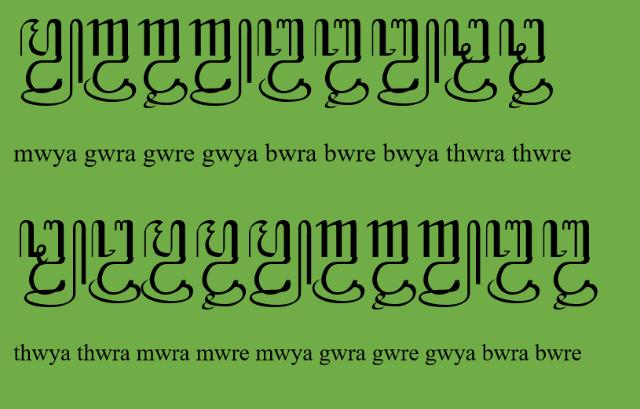 ꦩ꧀ꦮꦾꦒ꧀ꦮꦿꦒ꧀ꦮꦽꦒ꧀ꦮꦾꦧ꧀ꦮꦿꦧ꧀ꦮꦽꦧ꧀ꦮꦾꦛ꧀ꦮꦿꦛ꧀ꦮꦽ
mwya gwra gwre gwya bwra bwre bwya thwra thwre
ꦛ꧀ꦮꦾꦩ꧀ꦮꦿꦩ꧀ꦮꦽꦩ꧀ꦮꦾꦒ꧀ꦮꦿꦒ꧀ꦮꦽꦒ꧀ꦮꦾꦧ꧀ꦮꦿꦧ꧀ꦮꦽ
thwya thwra mwra mwre mwya gwra gwre gwya bwra bwre